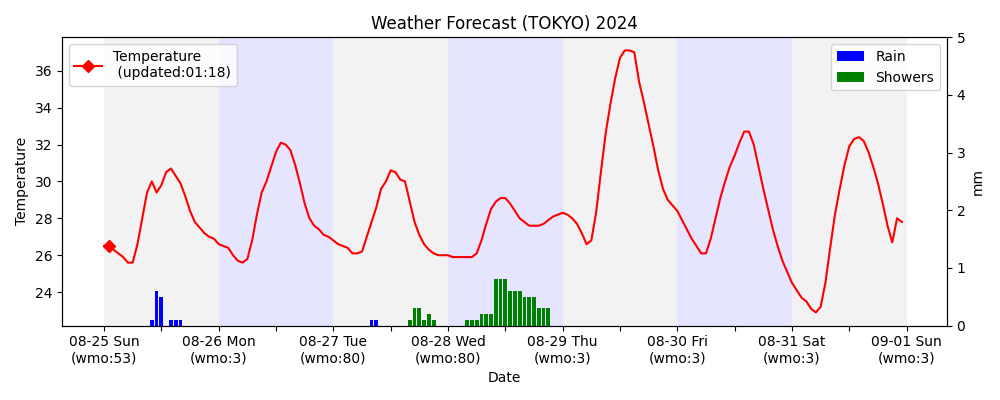 Weather Forecast (TOKYO) 2024
Temperature
(updated:01:18)
Rain
Showers
Temperature
36
34
32
30
28
26
24
5
4
3
2
1
0
mm
08-25 Sun
(wmo:53)
08-26 Mon
(wmo:3)
08-27 Tue
(wmo:80)
08-28 Wed
(wmo:80)
08-29 Thu
(wmo:3)
08-30 Fri
(wmo:3)
08-31 Sat
(wmo:3)
09-01 Sun
(wmo:3)
Date